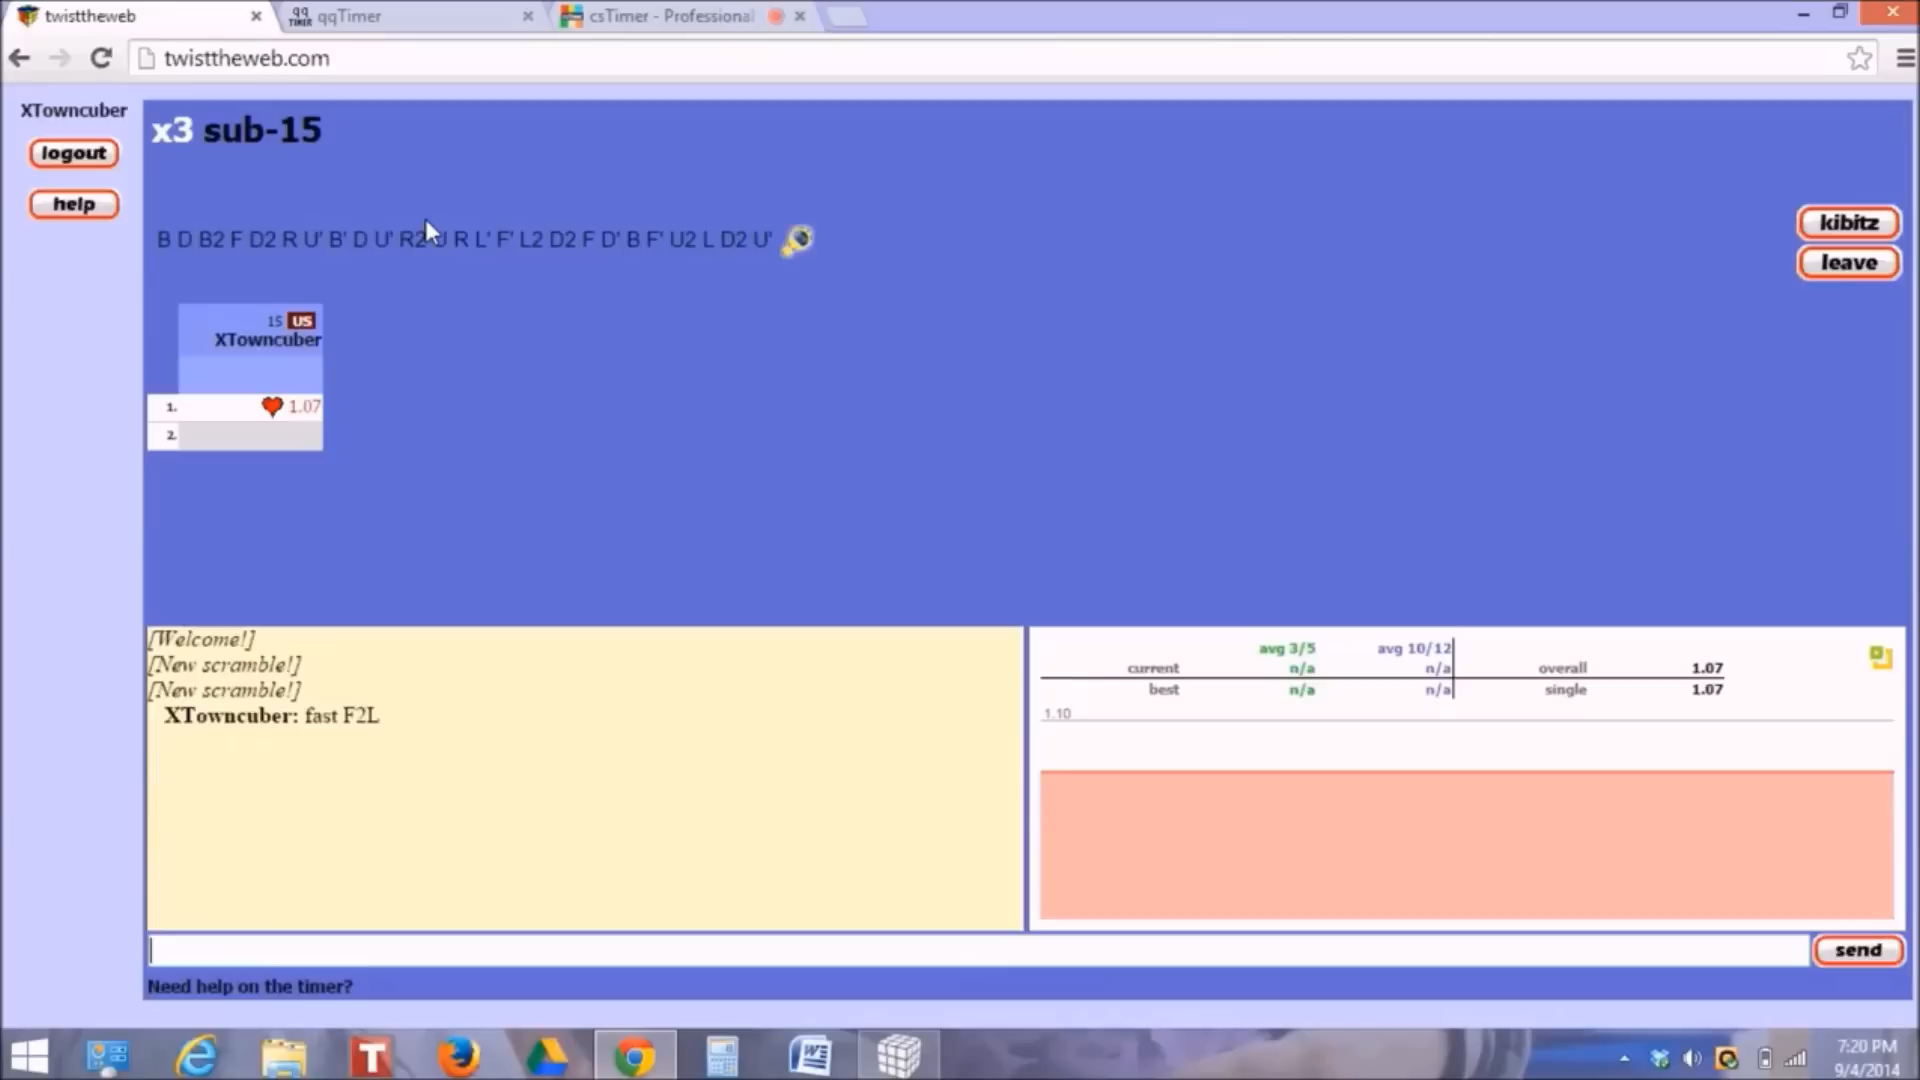 twisttheweb
qq TIMER qqTimer
csTimer - Professional
twisttheweb.com
XTowncuber
logout
help
x3 sub-15
B D B2 F D2 R U' B' D U' R2 U R L' F' L2 D2 F D' B F' U2 L D2 U'
kibitz
leave
15 US
XTowncuber
1. 1.07
2.
[Welcome!]
[New scramble!]
[New scramble!]
XTowncuber: fast F2L
avg 3/5 avg 10/12
current n/a n/a overall 1.07
best n/a n/a single 1.07
1.10
send
Need help on the timer?
7:20 PM
9/4/2014